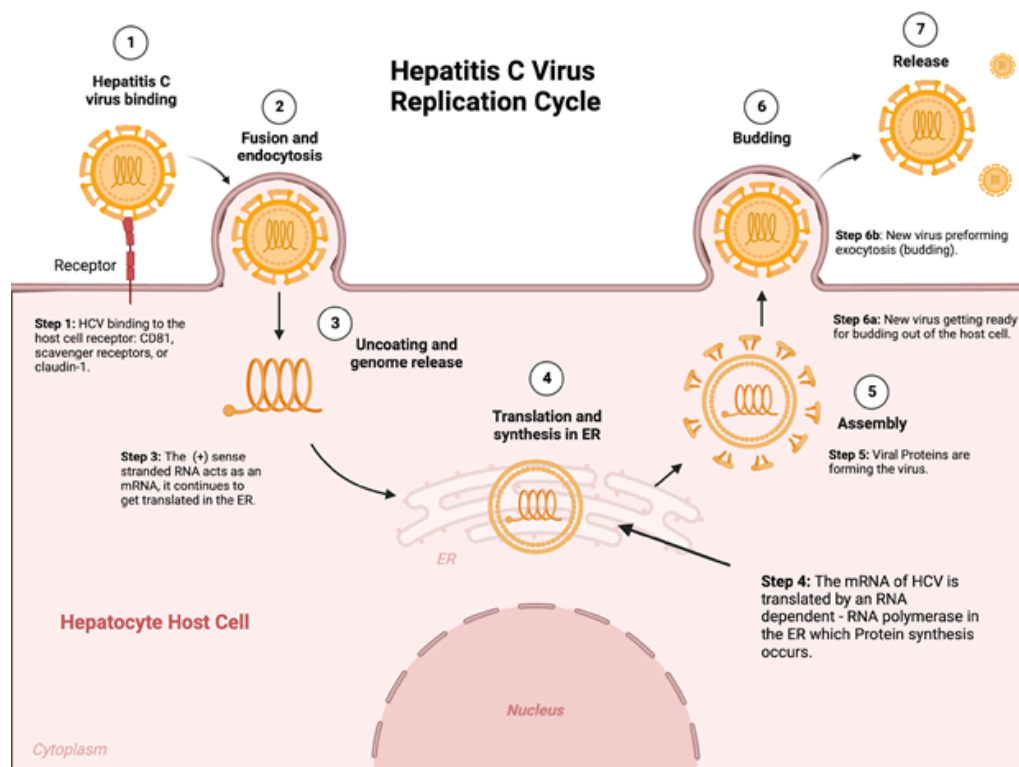 Hepatitis C Virus
Replication Cycle
1
Hepatitis C
virus binding
2
Fusion and
endocytosis
Receptor
Step 1: HCV binding to the
host cell receptor: CD81,
scavenger receptors, or
claudin-1.
3
Uncoating and
genome release
Step 3: The (+) sense
stranded RNA acts as an
mRNA, it continues to
get translated in the ER.
4
Translation and
synthesis in ER
ER
Step 4: The mRNA of HCV is
translated by an RNA
dependent - RNA polymerase in
the ER which Protein synthesis
occurs.
5
Assembly
Step 5: Viral Proteins are
forming the virus.
6
Budding
Step 6a: New virus getting ready
for budding out of the host cell.
Step 6b: New virus preforming
exocytosis (budding).
7
Release
Hepatocyte Host Cell
Nucleus
Cytoplasm